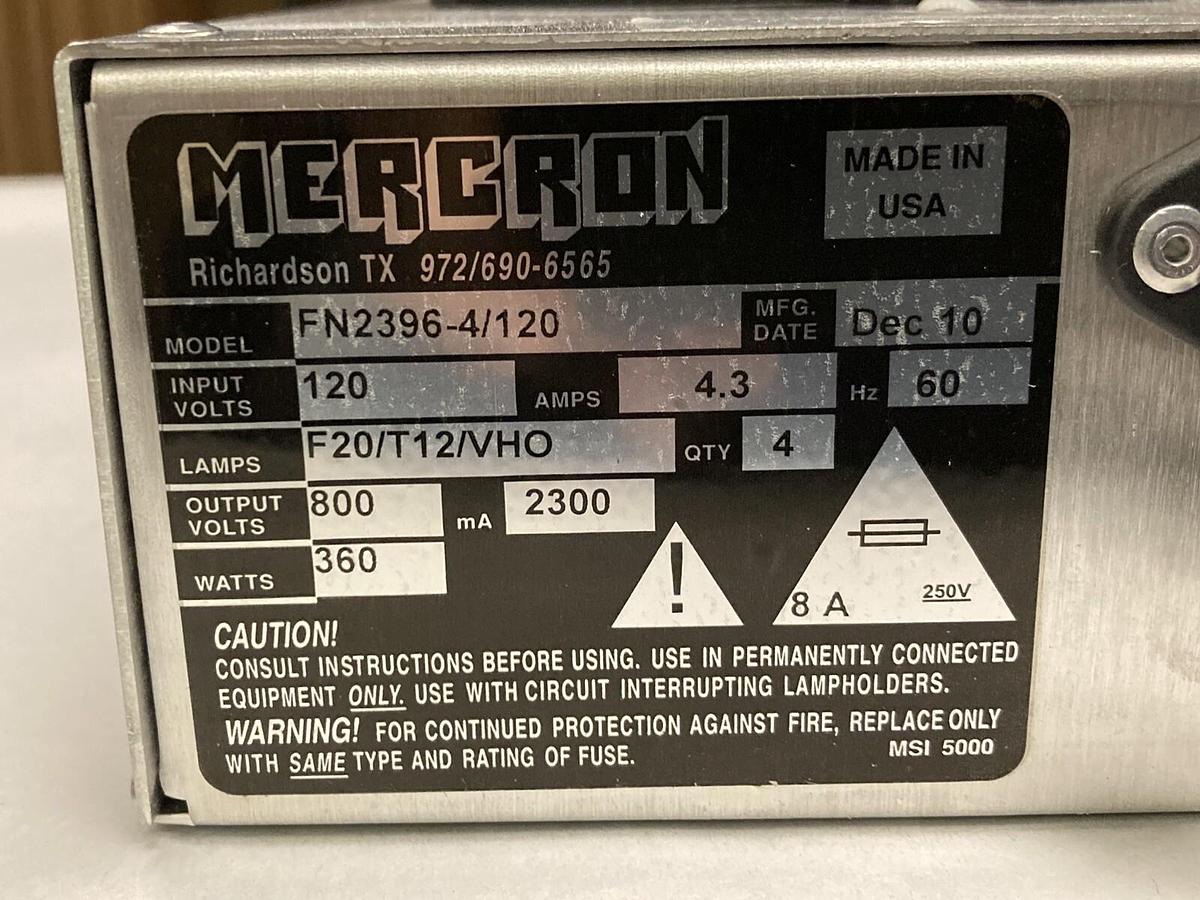 MERCRON
MADE IN
USA
Richardson TX 972/690-6565
MODEL FN2396-4/120 MFG. DATE Dec 10
INPUT VOLTS 120 AMPS 4.3 Hz 60
LAMPS F20/T12/VHO QTY 4
OUTPUT VOLTS 800 mA 2300
WATTS 360
!
8 A 250V
CAUTION!
CONSULT INSTRUCTIONS BEFORE USING. USE IN PERMANENTLY CONNECTED
EQUIPMENT ONLY. USE WITH CIRCUIT INTERRUPTING LAMPHOLDERS.
WARNING! FOR CONTINUED PROTECTION AGAINST FIRE, REPLACE ONLY
WITH SAME TYPE AND RATING OF FUSE.
MSI 5000